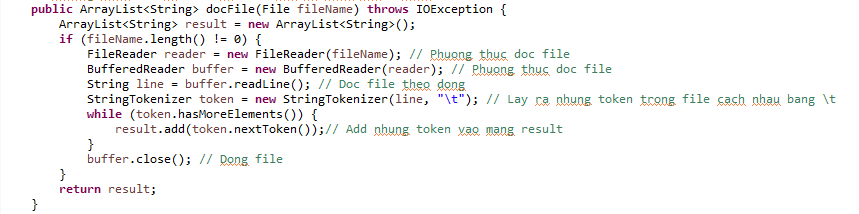 public ArrayList<String> docFile(File fileName) throws IOException {
ArrayList<String> result = new ArrayList<String>();
if (fileName.length() != 0) {
FileReader reader = new FileReader(fileName); // Phuong thuc doc file
BufferedReader buffer = new BufferedReader(reader); // Phuong thuc doc file
String line = buffer.readLine(); // Doc file theo dong
StringTokenizer token = new StringTokenizer(line, "\t"); // Lay ra nhung token trong file cach nhau bang \t
while (token.hasMoreElements()) {
result.add(token.nextToken());// Add nhung token vao mang result
}
buffer.close(); // Dong file
}
return result;
}